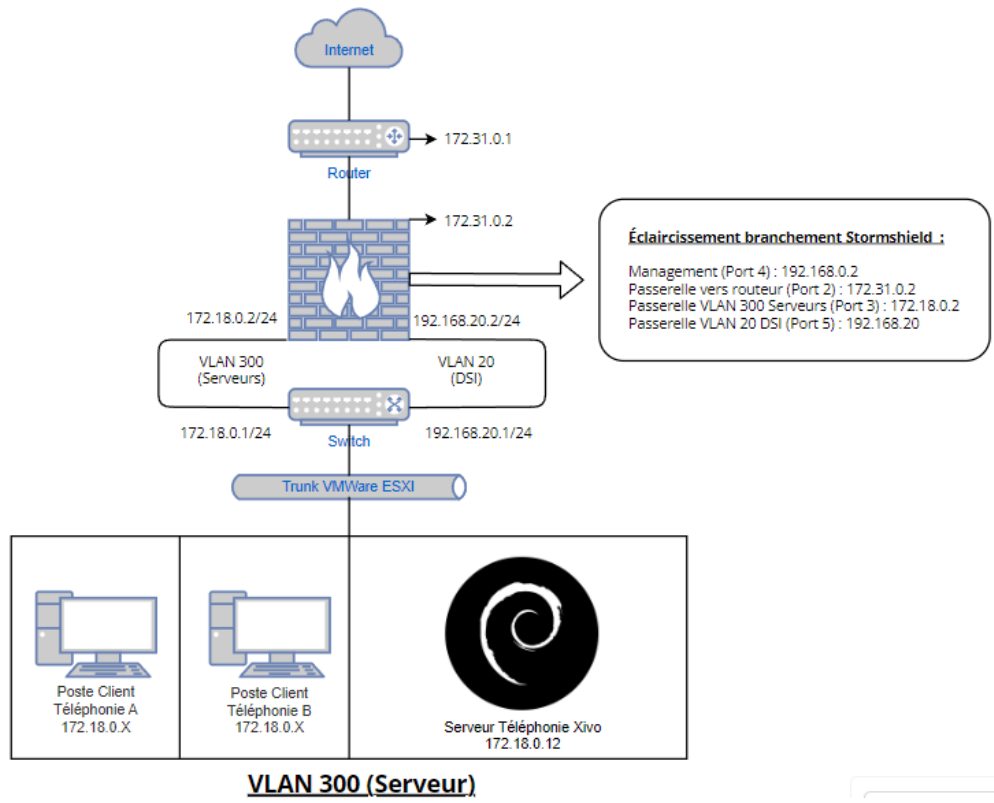 Internet
172.31.0.1
Router
172.31.0.2
Éclaircissement branchement Stormshield :
Management (Port 4) : 192.168.0.2
Passerelle vers routeur (Port 2) : 172.31.0.2
Passerelle VLAN 300 Serveurs (Port 3) : 172.18.0.2
Passerelle VLAN 20 DSI (Port 5) : 192.168.20
172.18.0.2/24
192.168.20.2/24
VLAN 300
(Serveurs)
VLAN 20
(DSI)
172.18.0.1/24
192.168.20.1/24
Switch
Trunk VMWare ESXI
Poste Client
Téléphonie A
172.18.0.X
Poste Client
Téléphonie B
172.18.0.X
Serveur Téléphonie Xivo
172.18.0.12
VLAN 300 (Serveur)